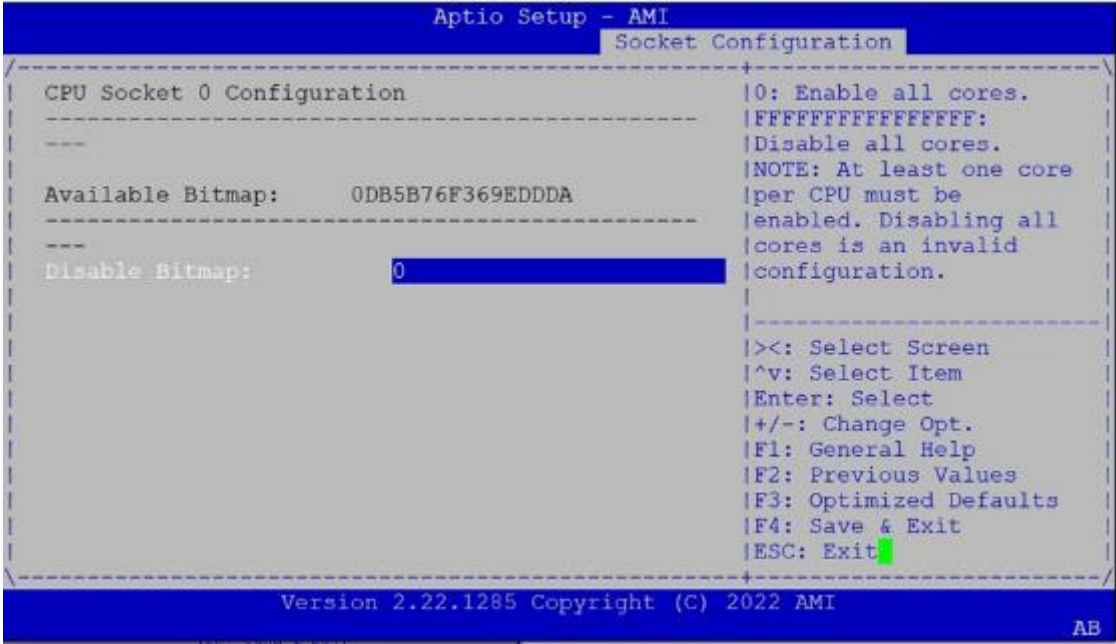 Aptio Setup - AMI
Socket Configuration
CPU Socket 0 Configuration
---
Available Bitmap: 0DB5B76F369EDDDA
---
Disable Bitmap: 0
0: Enable all cores.
FFFFFFFFFFFFFFFF:
Disable all cores.
NOTE: At least one core
per CPU must be
enabled. Disabling all
cores is an invalid
configuration.
><: Select Screen
^v: Select Item
Enter: Select
+/-: Change Opt.
F1: General Help
F2: Previous Values
F3: Optimized Defaults
F4: Save & Exit
ESC: Exit
Version 2.22.1285 Copyright (C) 2022 AMI
AB